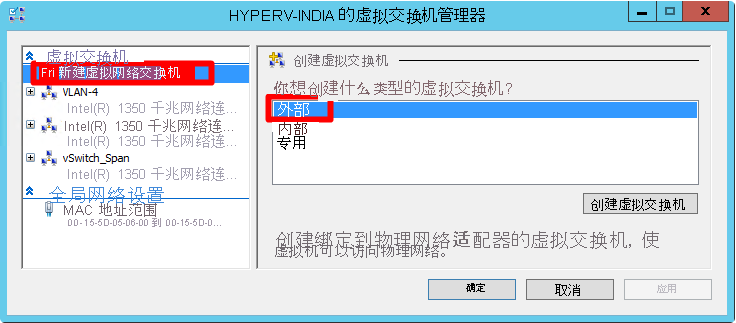 HYPERV-INDIA 的虚拟交换机管理器
虚拟交换机
Fri 新建虚拟网络交换机
VLAN-4
Intel(R) 1350 千兆网络连...
Intel(R) 1350 千兆网络连...
Intel(R) 1350 千兆网络连...
vSwitch_Span
Intel(R) 1350 千兆网络连...
全局网络设置
MAC 地址范围
00-15-5D-05-06-00 到 00-15-5D-0...
创建虚拟交换机
你想创建什么类型的虚拟交换机?
外部
内部
专用
创建虚拟交换机
创建绑定到物理网络适配器的虚拟交换机, 使
虚拟机可以访问物理网络。
确定
取消
应用